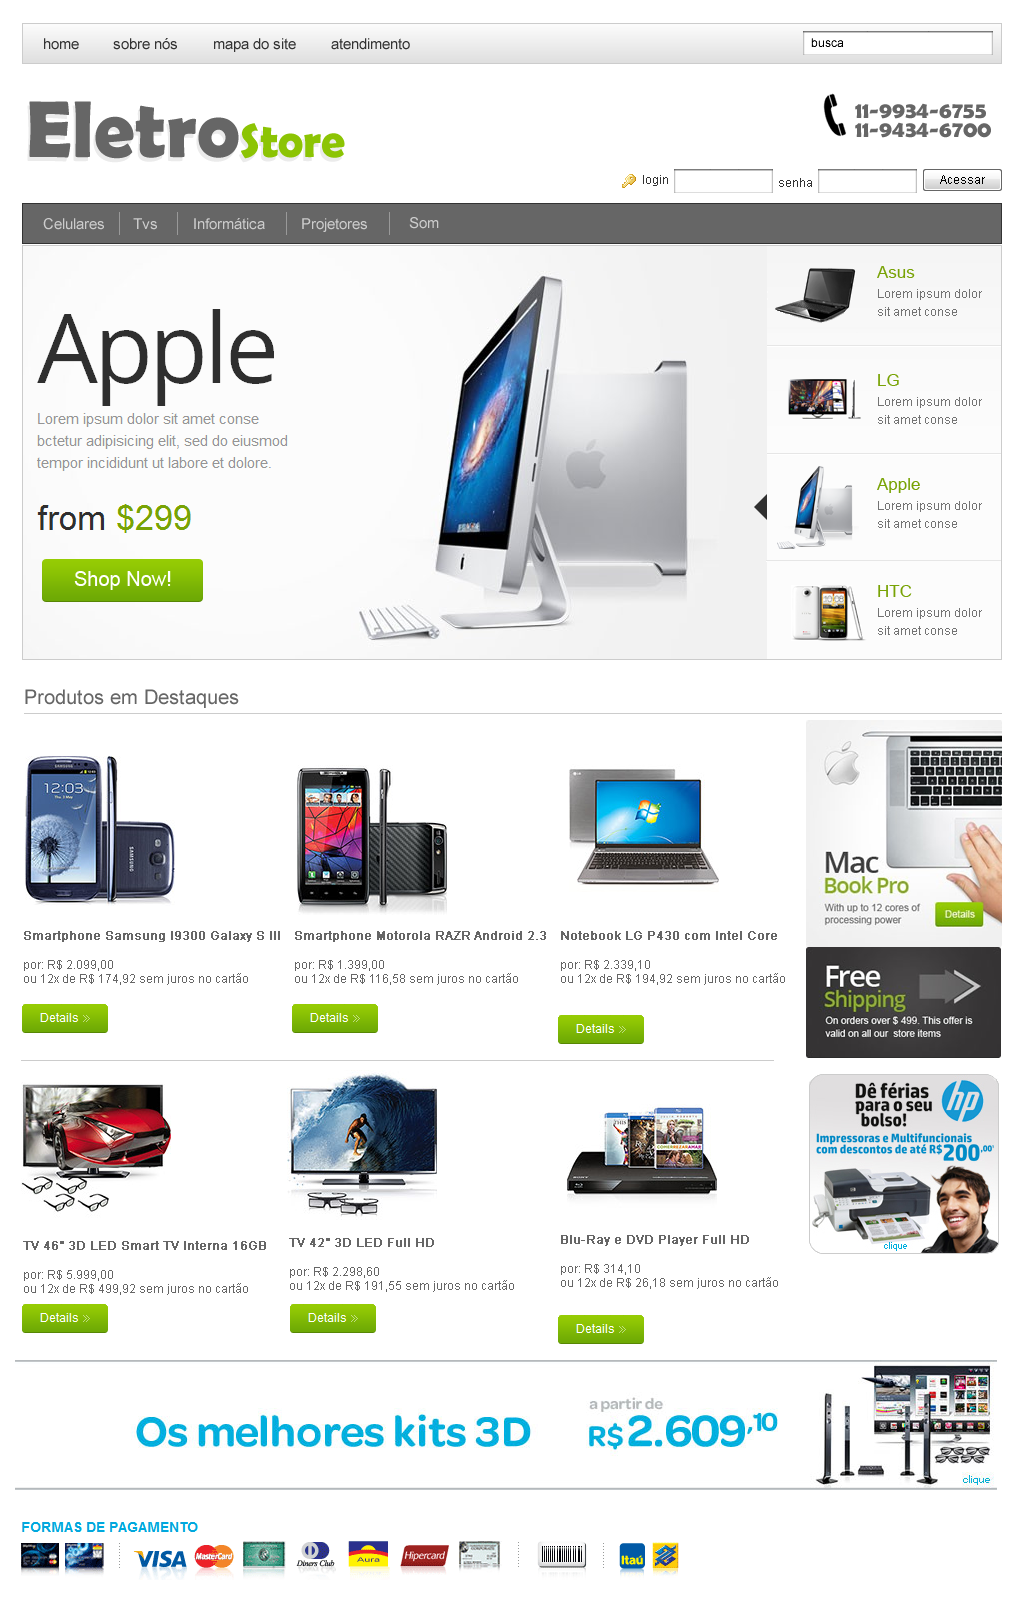 home   sobre nós   mapa do site   atendimento   busca
EletroStore
11-9934-6755
11-9434-6700
login   senha   Acessar
Celulares   Tvs   Informática   Projetores   Som
Apple
Lorem ipsum dolor sit amet conse
bctetur adipisicing elit, sed do eiusmod
tempor incididunt ut labore et dolore.
from $299
Shop Now!
Asus
Lorem ipsum dolor
sit amet conse
LG
Lorem ipsum dolor
sit amet conse
Apple
Lorem ipsum dolor
sit amet conse
HTC
Lorem ipsum dolor
sit amet conse
Produtos em Destaques
SAMSUNG
12:03
SAMSUNG
Smartphone Samsung I9300 Galaxy S III
por: R$ 2.099,00
ou 12x de R$ 174,92 sem juros no cartão
Details »
MOTOROLA
Smartphone Motorola RAZR Android 2.3
por: R$ 1.399,00
ou 12x de R$ 116,58 sem juros no cartão
Details »
Notebook LG P430 com Intel Core
por: R$ 2.339,10
ou 12x de R$ 194,92 sem juros no cartão
Details »
Mac
Book Pro
With up to 12 cores of
processing power
Details
Free
Shipping
On orders over $ 499. This offer is
valid on all our store items
TV 46" 3D LED Smart TV Interna 16GB
por: R$ 5.999,00
ou 12x de R$ 499,92 sem juros no cartão
Details »
TV 42" 3D LED Full HD
por: R$ 2.298,60
ou 12x de R$ 191,55 sem juros no cartão
Details »
Blu-Ray e DVD Player Full HD
por: R$ 314,10
ou 12x de R$ 26,18 sem juros no cartão
Details »
Dê férias
para o seu
bolso!
hp
Impressoras e Multifuncionais
com descontos de até R$200,00*
clique
Os melhores kits 3D
a partir de
R$ 2.609,10
clique
FORMAS DE PAGAMENTO
VISA   MasterCard   Diners Club   Aura   Hipercard   Itaú